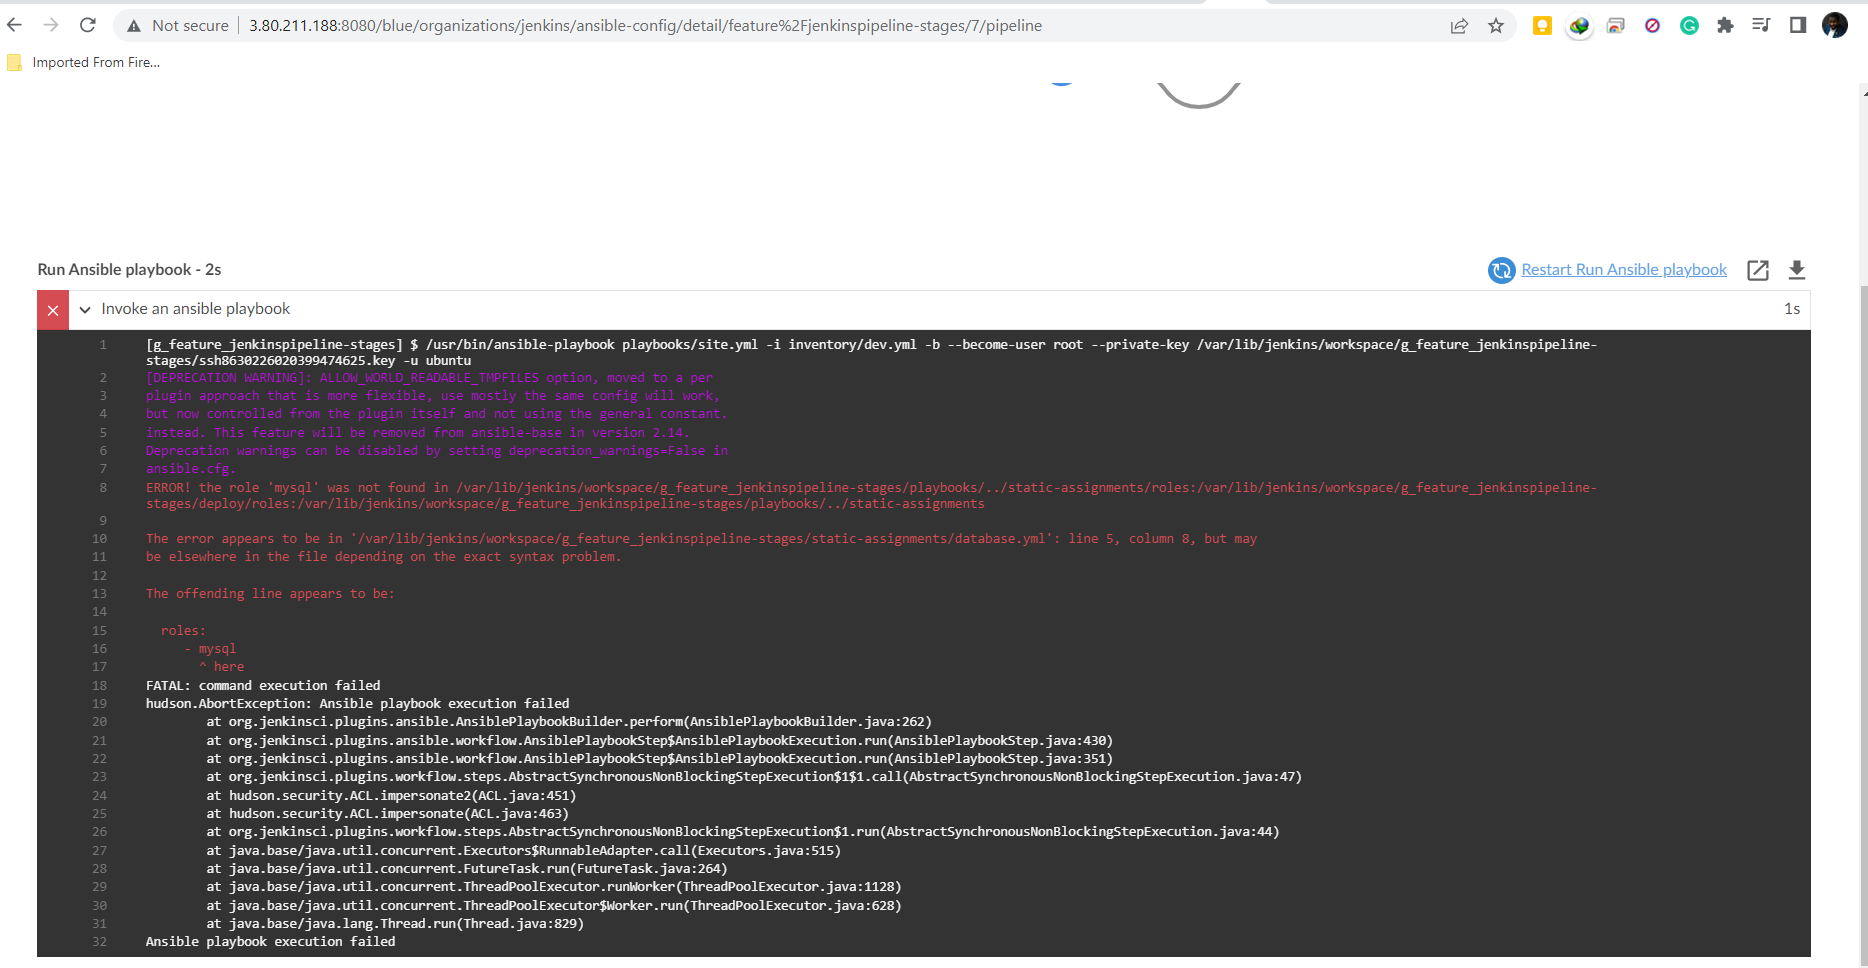 Not secure
3.80.211.188:8080/blue/organizations/jenkins/ansible-config/detail/feature%2Fjenkinspipeline-stages/7/pipeline
Imported From Fire...
Run Ansible playbook - 2s
Restart Run Ansible playbook
Invoke an ansible playbook
1s
1 [g_feature_jenkinspipeline-stages] $ /usr/bin/ansible-playbook playbooks/site.yml -i inventory/dev.yml -b --become-user root --private-key /var/lib/jenkins/workspace/g_feature_jenkinspipeline-
stages/ssh8630226020399474625.key -u ubuntu
2 [DEPRECATION WARNING]: ALLOW_WORLD_READABLE_TMPFILES option, moved to a per
3 plugin approach that is more flexible, use mostly the same config will work,
4 but now controlled from the plugin itself and not using the general constant.
5 instead. This feature will be removed from ansible-base in version 2.14.
6 Deprecation warnings can be disabled by setting deprecation_warnings=False in
7 ansible.cfg.
8 ERROR! the role 'mysql' was not found in /var/lib/jenkins/workspace/g_feature_jenkinspipeline-stages/playbooks/../static-assignments/roles:/var/lib/jenkins/workspace/g_feature_jenkinspipeline-
stages/deploy/roles:/var/lib/jenkins/workspace/g_feature_jenkinspipeline-stages/playbooks/../static-assignments
9
10 The error appears to be in '/var/lib/jenkins/workspace/g_feature_jenkinspipeline-stages/static-assignments/database.yml': line 5, column 8, but may
11 be elsewhere in the file depending on the exact syntax problem.
12
13 The offending line appears to be:
14
15 roles:
16 - mysql
17 ^ here
18 FATAL: command execution failed
19 hudson.AbortException: Ansible playbook execution failed
20 at org.jenkinsci.plugins.ansible.AnsiblePlaybookBuilder.perform(AnsiblePlaybookBuilder.java:262)
21 at org.jenkinsci.plugins.ansible.workflow.AnsiblePlaybookStep$AnsiblePlaybookExecution.run(AnsiblePlaybookStep.java:430)
22 at org.jenkinsci.plugins.ansible.workflow.AnsiblePlaybookStep$AnsiblePlaybookExecution.run(AnsiblePlaybookStep.java:351)
23 at org.jenkinsci.plugins.workflow.steps.AbstractSynchronousNonBlockingStepExecution$1$1.call(AbstractSynchronousNonBlockingStepExecution.java:47)
24 at hudson.security.ACL.impersonate2(ACL.java:451)
25 at hudson.security.ACL.impersonate(ACL.java:463)
26 at org.jenkinsci.plugins.workflow.steps.AbstractSynchronousNonBlockingStepExecution$1.run(AbstractSynchronousNonBlockingStepExecution.java:44)
27 at java.base/java.util.concurrent.Executors$RunnableAdapter.call(Executors.java:515)
28 at java.base/java.util.concurrent.FutureTask.run(FutureTask.java:264)
29 at java.base/java.util.concurrent.ThreadPoolExecutor.runWorker(ThreadPoolExecutor.java:1128)
30 at java.base/java.util.concurrent.ThreadPoolExecutor$Worker.run(ThreadPoolExecutor.java:628)
31 at java.base/java.lang.Thread.run(Thread.java:829)
32 Ansible playbook execution failed